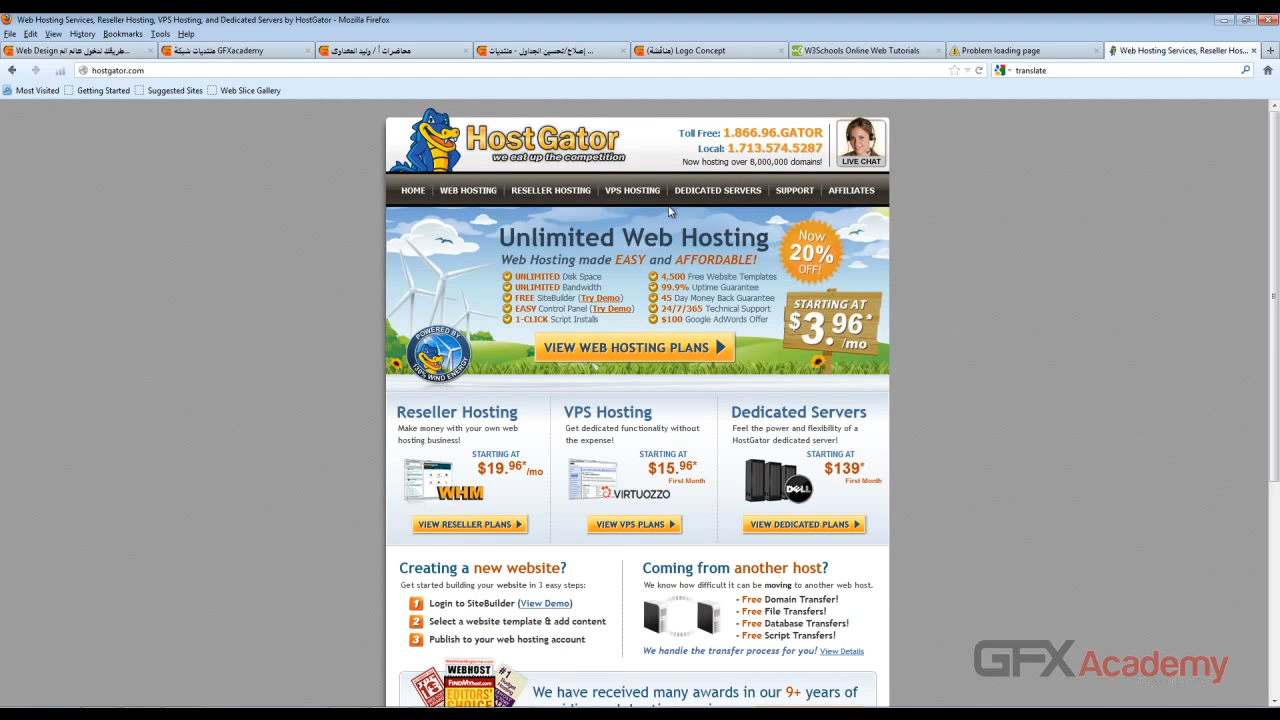 Web Hosting Services, Reseller Hosting, VPS Hosting, and Dedicated Servers by HostGator - Mozilla Firefox
File Edit View History Bookmarks Tools Help
Web Design طريقك لدخول عالم الم...
منتديات شبكة GFXacademy
محاضرات أ / وليد المعداوى
إصلاح/تحسين الجداول - منتديات ...
(مناقشة) Logo Concept
W3Schools Online Web Tutorials
Problem loading page
Web Hosting Services, Reseller Hos...
hostgator.com
translate
Most Visited Getting Started Suggested Sites Web Slice Gallery
HostGator
we eat up the competition
Toll Free: 1.866.96.GATOR
Local: 1.713.574.5287
Now hosting over 8,000,000 domains!
LIVE CHAT
HOME WEB HOSTING RESELLER HOSTING VPS HOSTING DEDICATED SERVERS SUPPORT AFFILIATES
Unlimited Web Hosting
Web Hosting made EASY and AFFORDABLE!
UNLIMITED Disk Space
UNLIMITED Bandwidth
FREE SiteBuilder (Try Demo)
EASY Control Panel (Try Demo)
1-CLICK Script Installs
4,500 Free Website Templates
99.9% Uptime Guarantee
45 Day Money Back Guarantee
24/7/365 Technical Support
$100 Google AdWords Offer
Now
20%
OFF!
STARTING AT
$3.96*
/mo
POWERED BY
130% WIND ENERGY
VIEW WEB HOSTING PLANS
Reseller Hosting
Make money with your own web
hosting business!
STARTING AT
$19.96*/mo
WHM
VIEW RESELLER PLANS
VPS Hosting
Get dedicated functionality without
the expense!
STARTING AT
$15.96*
First Month
VIRTUOZZO
VIEW VPS PLANS
Dedicated Servers
Feel the power and flexibility of a
HostGator dedicated server!
STARTING AT
$139*
First Month
DELL
VIEW DEDICATED PLANS
Creating a new website?
Get started building your website in 3 easy steps:
1 Login to SiteBuilder (View Demo)
2 Select a website template & add content
3 Publish to your web hosting account
Coming from another host?
We know how difficult it can be moving to another web host.
- Free Domain Transfer!
- Free File Transfers!
- Free Database Transfers!
- Free Script Transfers!
We handle the transfer process for you! View Details
WEBHOST
FINDMYhost.com
EDITORS'
CHOICE
#1
We have received many awards in our 9+ years of
GFXAcademy